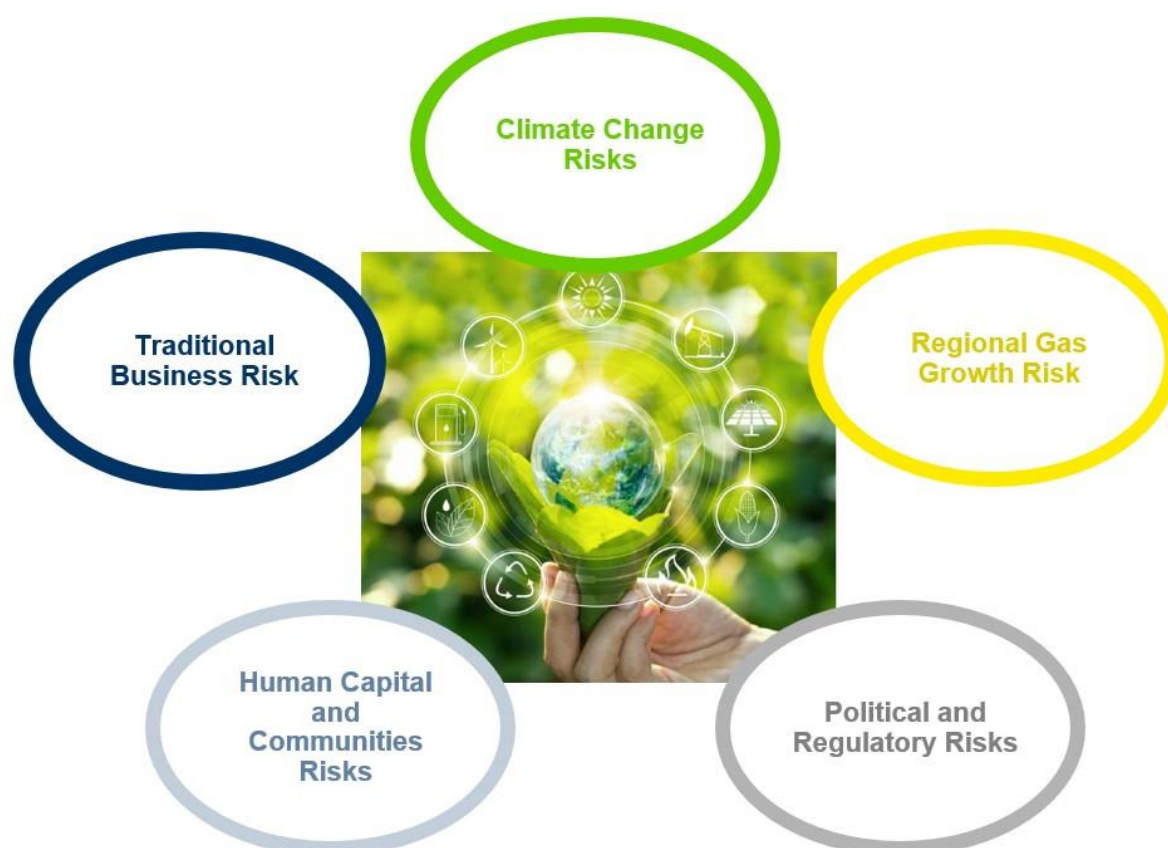 Climate Change
Risks
Traditional
Business Risk
Regional Gas
Growth Risk
Human Capital
and
Communities
Risks
Political and
Regulatory Risks